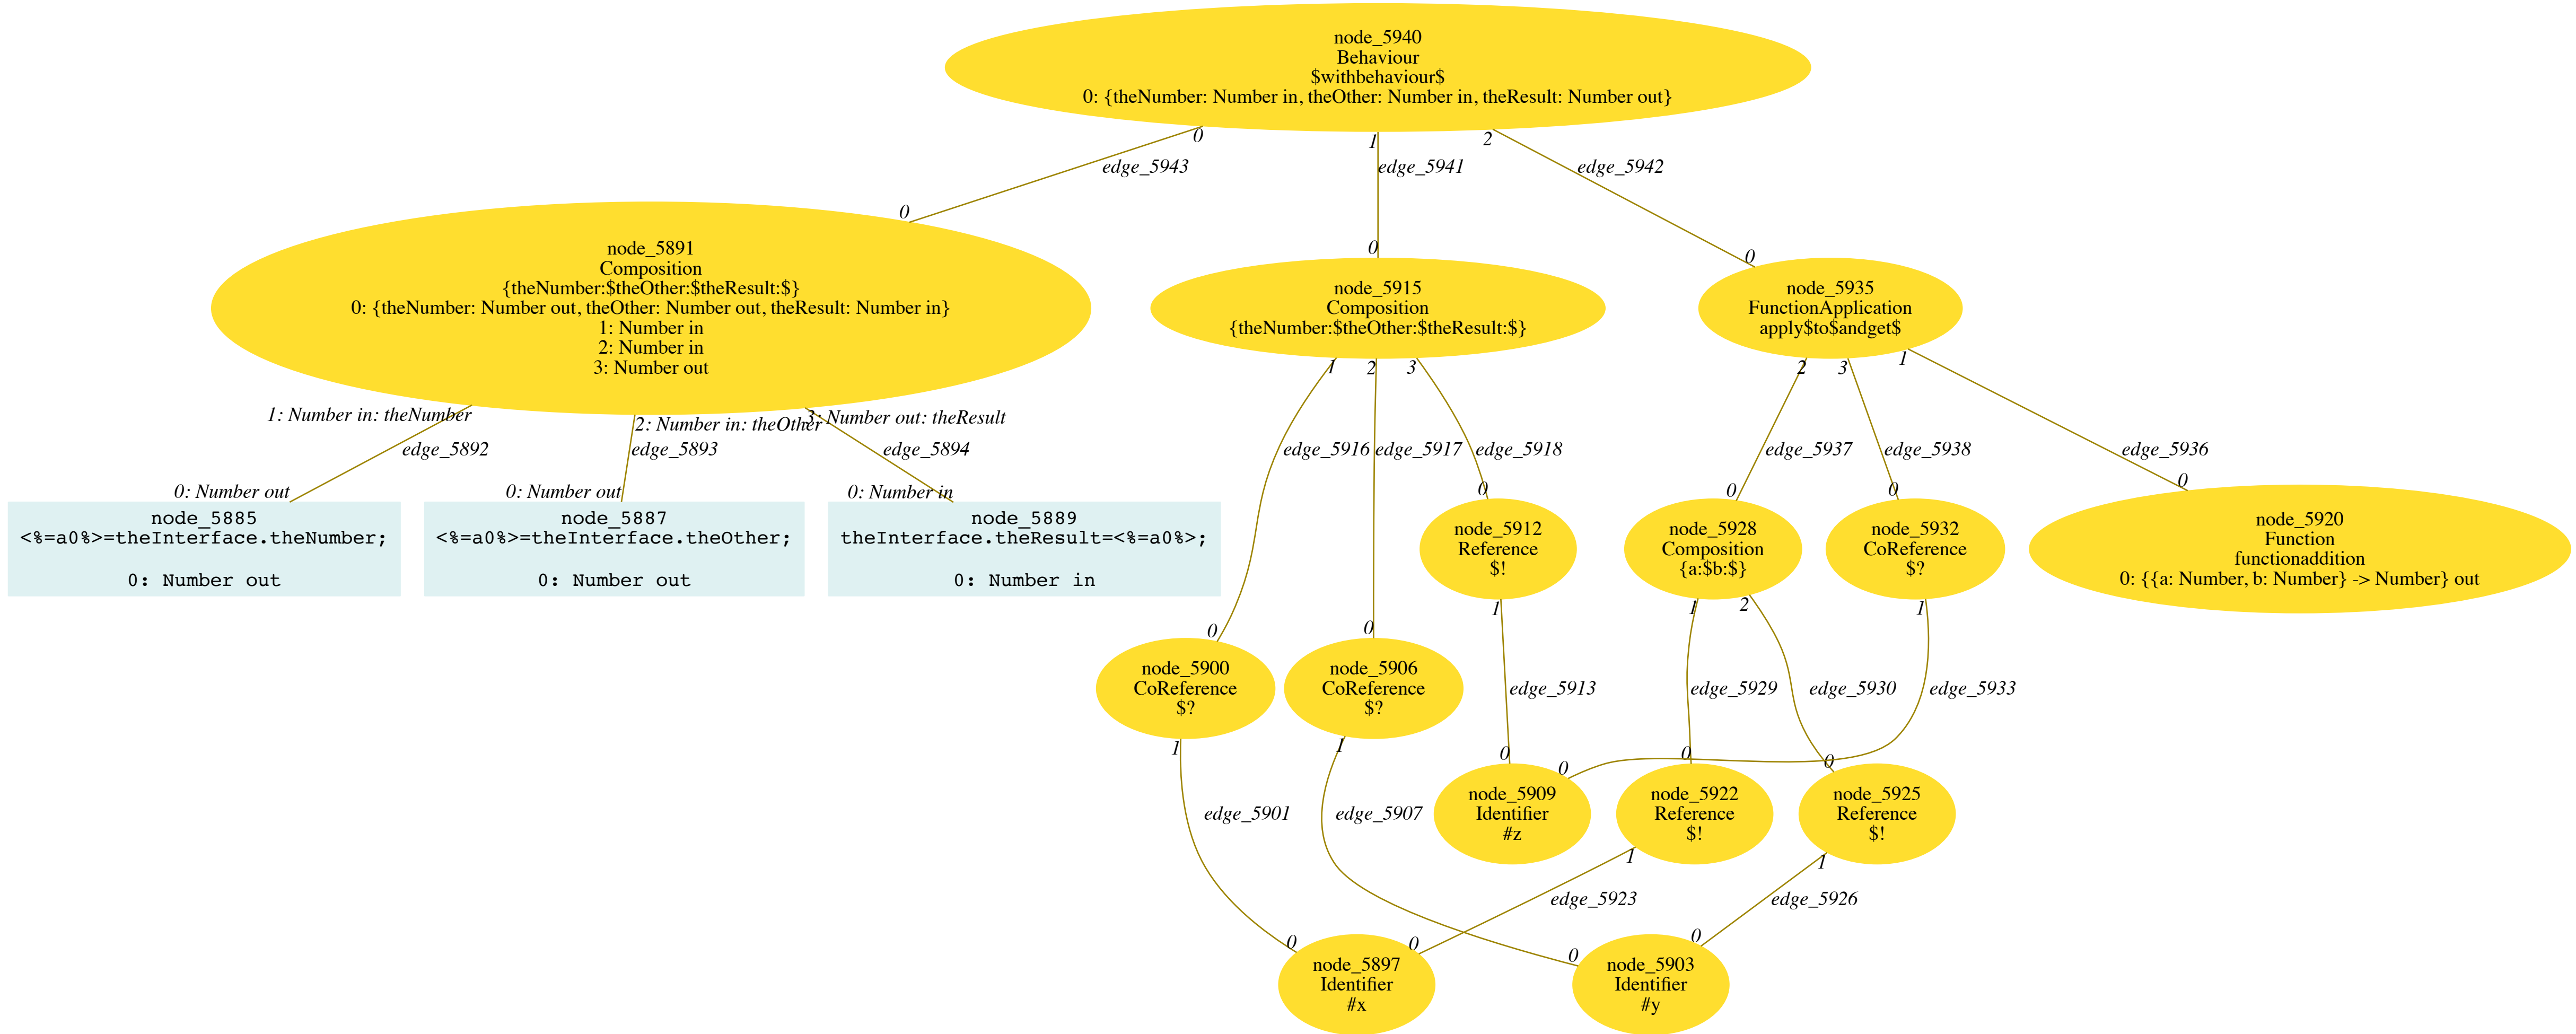 node_5940
Behaviour
$withbehaviour$
0: {theNumber: Number in, theOther: Number in, theResult: Number out}
0
1
2
edge_5943
edge_5941
edge_5942
0
0
0
node_5891
Composition
{theNumber:$theOther:$theResult:$}
0: {theNumber: Number out, theOther: Number out, theResult: Number in}
1: Number in
2: Number in
3: Number out
node_5915
Composition
{theNumber:$theOther:$theResult:$}
node_5935
FunctionApplication
apply$to$andget$
1: Number in: theNumber
2: Number in: theOther
3: Number out: theResult
1
2
3
2
3
1
edge_5892
edge_5893
edge_5894
edge_5916
edge_5917
edge_5918
edge_5937
edge_5938
edge_5936
0: Number out
0: Number out
0: Number in
0
0
0
0
node_5885
<%=a0%>=theInterface.theNumber;
0: Number out
node_5887
<%=a0%>=theInterface.theOther;
0: Number out
node_5889
theInterface.theResult=<%=a0%>;
0: Number in
node_5912
Reference
$!
node_5928
Composition
{a:$b:$}
node_5932
CoReference
$?
node_5920
Function
functionaddition
0: {{a: Number, b: Number} -> Number} out
0
0
1
1
2
1
node_5900
CoReference
$?
node_5906
CoReference
$?
edge_5913
edge_5929
edge_5930
edge_5933
1
1
0
0
0
0
edge_5901
edge_5907
node_5909
Identifier
#z
node_5922
Reference
$!
node_5925
Reference
$!
1
1
edge_5923
edge_5926
0
0
0
0
node_5897
Identifier
#x
node_5903
Identifier
#y